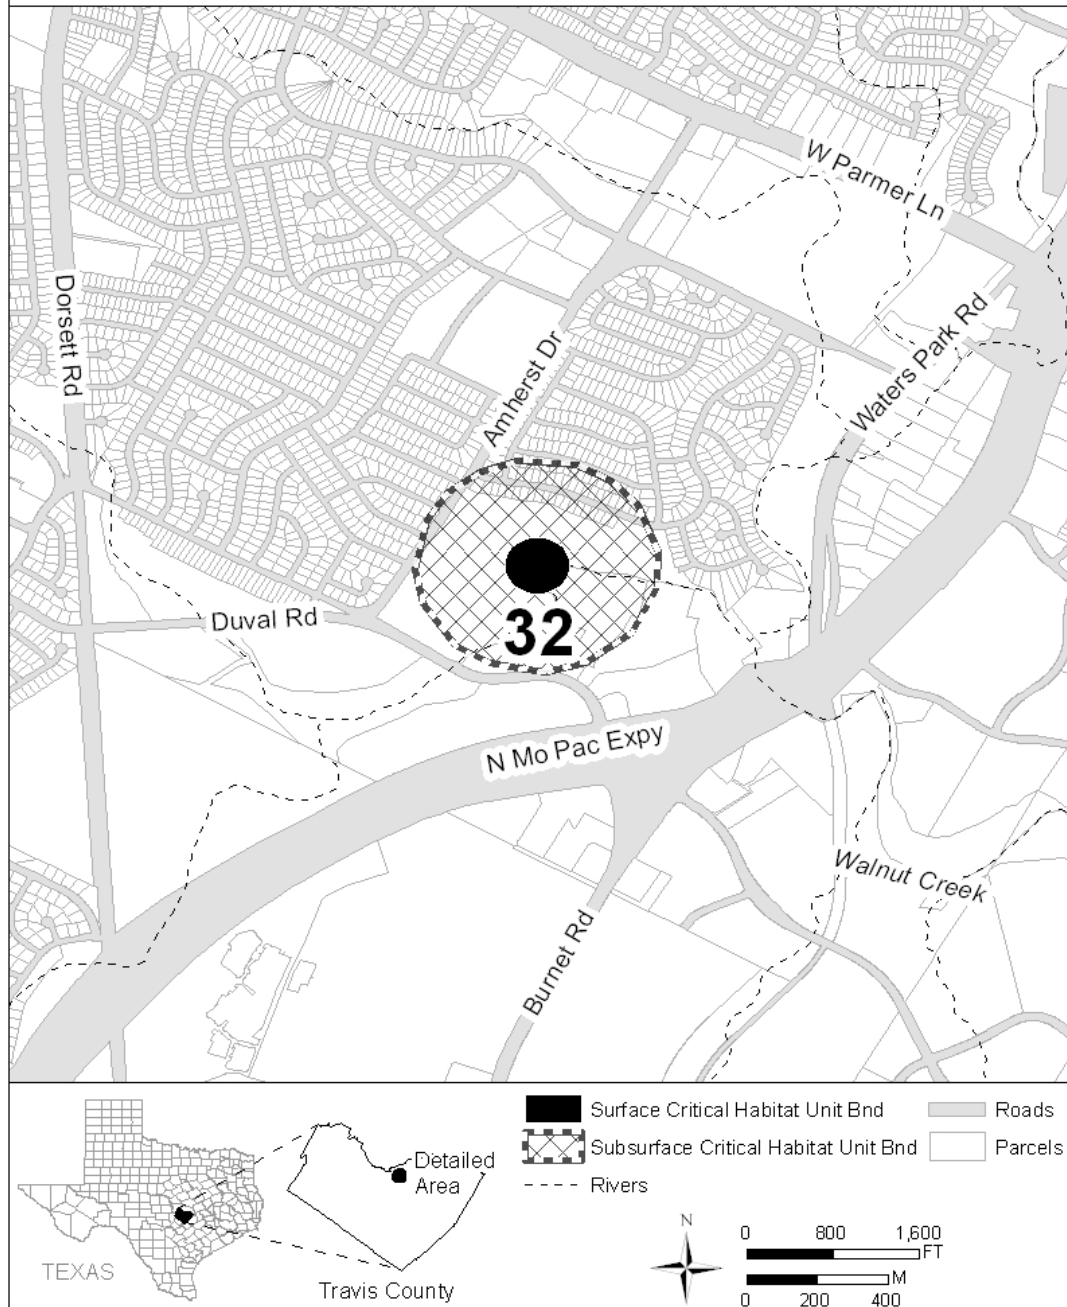 W Parmer Ln
Dorsett Rd
Waters Park Rd
Amherst Dr
Duval Rd
32
N Mo Pac Expy
Walnut Creek
Burnet Rd
Surface Critical Habitat Unit Bnd
Roads
Subsurface Critical Habitat Unit Bnd
Parcels
Rivers
Detailed
Area
TEXAS
Travis County
N
0 800 1,600
FT
M
0 200 400